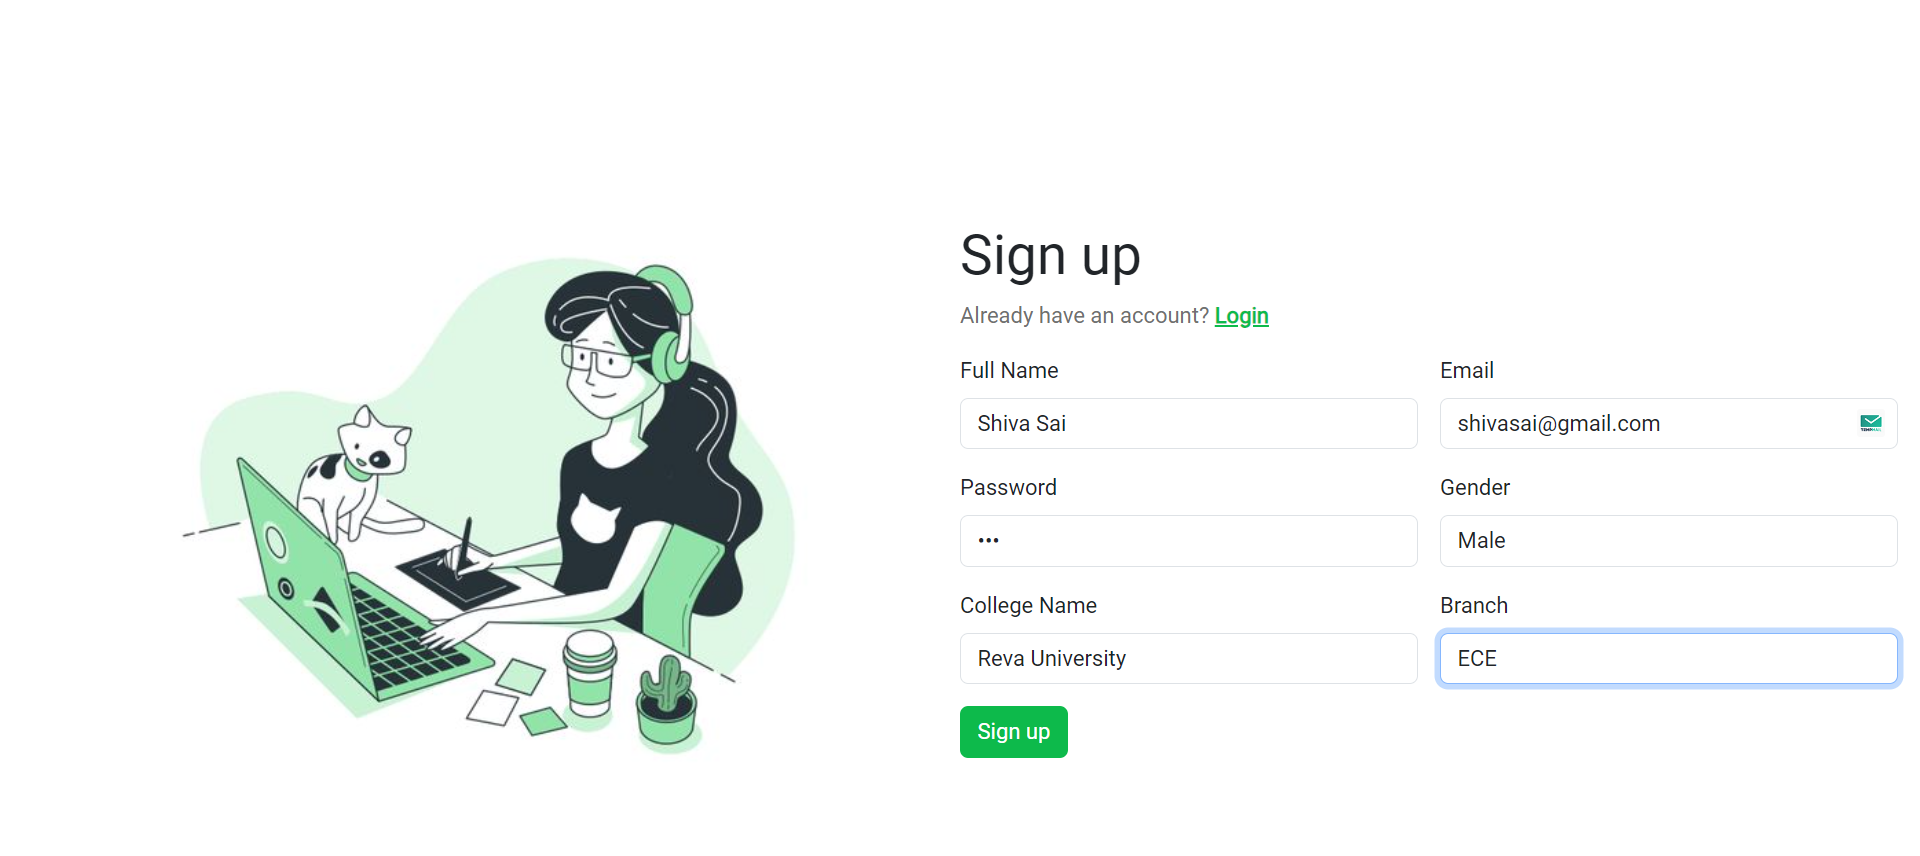 Sign up
Already have an account? Login
Full Name
Email
Shiva Sai
shivasai@gmail.com
Password
Gender
•••
Male
College Name
Branch
Reva University
ECE
Sign up